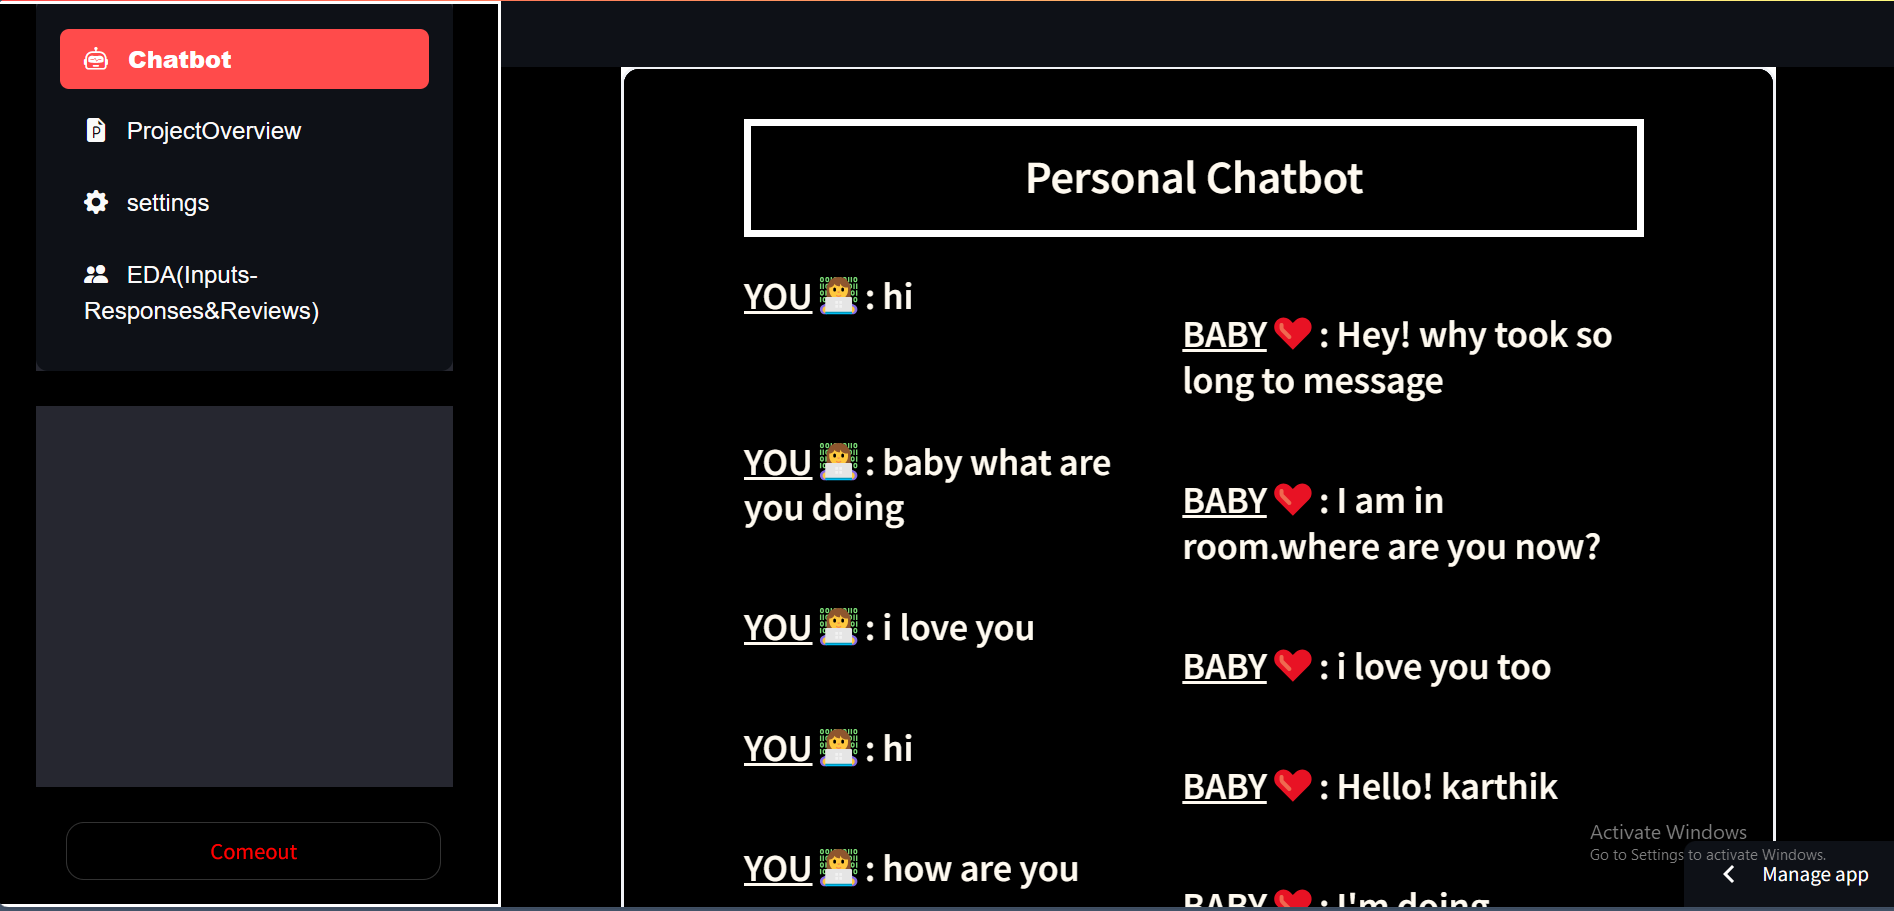 Chatbot
ProjectOverview
settings
EDA(Inputs-
Responses&Reviews)
Comeout
Personal Chatbot
YOU : hi
BABY ❤ : Hey! why took so
long to message
YOU : baby what are
you doing
BABY ❤ : I am in
room.where are you now?
YOU : i love you
BABY ❤ : i love you too
YOU : hi
BABY ❤ : Hello! karthik
YOU : how are you
BABY ❤ : I'm doing
Activate Windows
Go to Settings to activate Windows.
Manage app